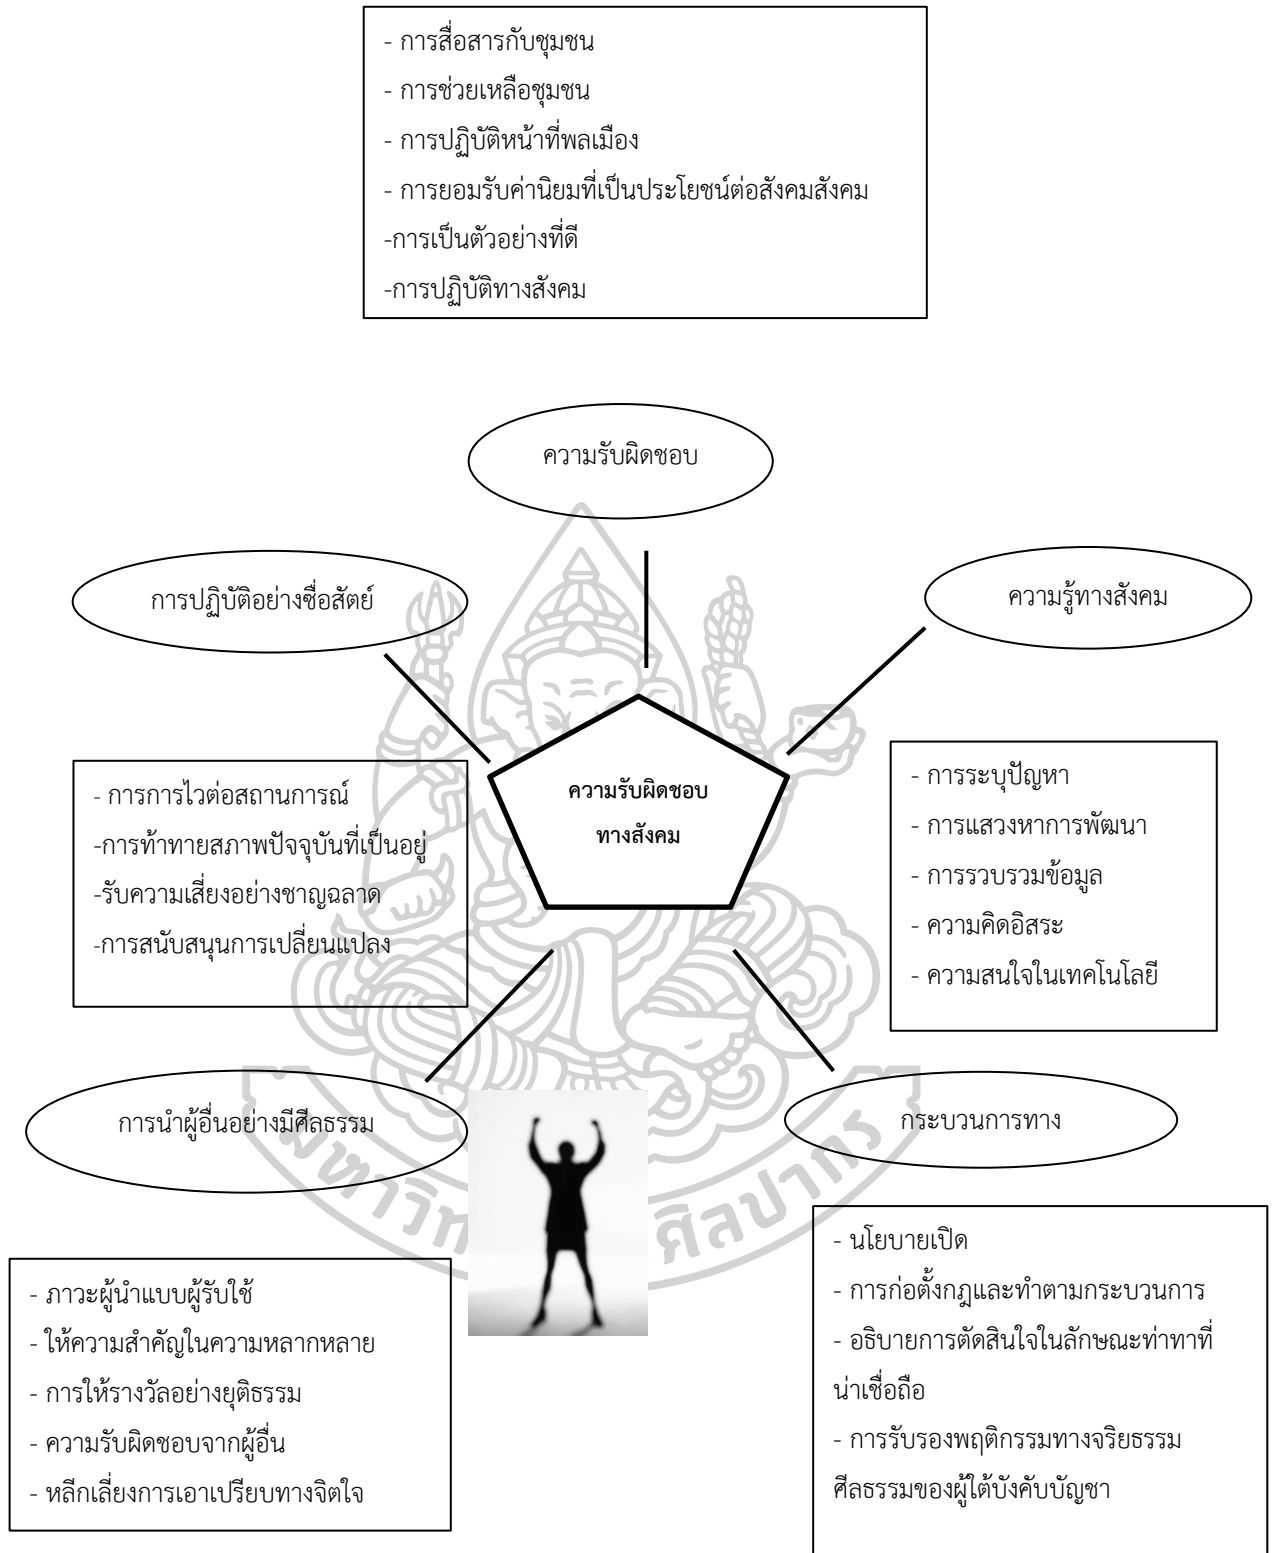 - การสื่อสารกับชุมชน
- การช่วยเหลือชุมชน
- การปฏิบัติหน้าที่พลเมือง
- การยอมรับค่านิยมที่เป็นประโยชน์ต่อสังคมสังคม
-การเป็นตัวอย่างที่ดี
-การปฏิบัติทางสังคม
ความรับผิดชอบ
การปฏิบัติอย่างซื่อสัตย์
ความรู้ทางสังคม
ความรับผิดชอบ
ทางสังคม
- การการไวต่อสถานการณ์
-การท้าทายสภาพปัจจุบันที่เป็นอยู่
-รับความเสี่ยงอย่างชาญฉลาด
-การสนับสนุนการเปลี่ยนแปลง
- การระบุปัญหา
- การแสวงหาการพัฒนา
- การรวบรวมข้อมูล
- ความคิดอิสระ
- ความสนใจในเทคโนโลยี
การนำผู้อื่นอย่างมีศีลธรรม
กระบวนการทาง
- ภาวะผู้นำแบบผู้รับใช้
- ให้ความสำคัญในความหลากหลาย
- การให้รางวัลอย่างยุติธรรม
- ความรับผิดชอบจากผู้อื่น
- หลีกเลี่ยงการเอาเปรียบทางจิตใจ
- นโยบายเปิด
- การก่อตั้งกฎและทำตามกระบวนการ
- อธิบายการตัดสินใจในลักษณะท่าทาที่
น่าเชื่อถือ
- การรับรองพฤติกรรมทางจริยธรรม
ศีลธรรมของผู้ใต้บังคับบัญชา
ศิลปากร